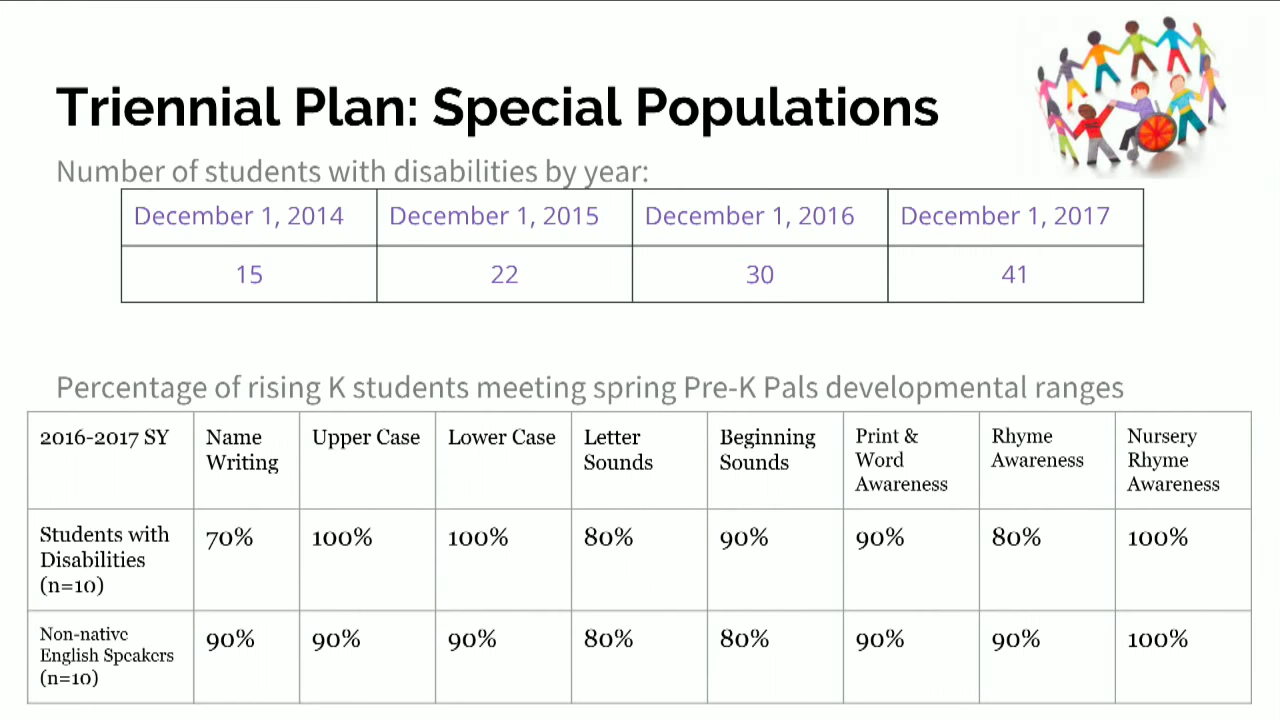 Triennial Plan: Special Populations
Number of students with disabilities by year:
December 1, 2014 December 1, 2015 December 1, 2016 December 1, 2017
15 22 30 41
Percentage of rising K students meeting spring Pre-K Pals developmental ranges
2016-2017 SY
Name
Writing
Upper Case
Lower Case
Letter
Sounds
Beginning
Sounds
Print &
Word
Awareness
Rhyme
Awareness
Nursery
Rhyme
Awareness
Students with
Disabilities
(n=10)
70% 100% 100% 80% 90% 90% 80% 100%
Non-native
English Speakers
(n=10)
90% 90% 90% 80% 80% 90% 90% 100%